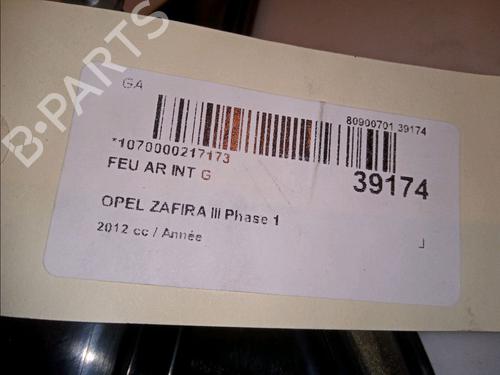 B-PARTS
GA
80900701 39174
*1070000217173
FEU AR INT G
39174
OPEL ZAFIRA III Phase 1
2012 cc / Année
J